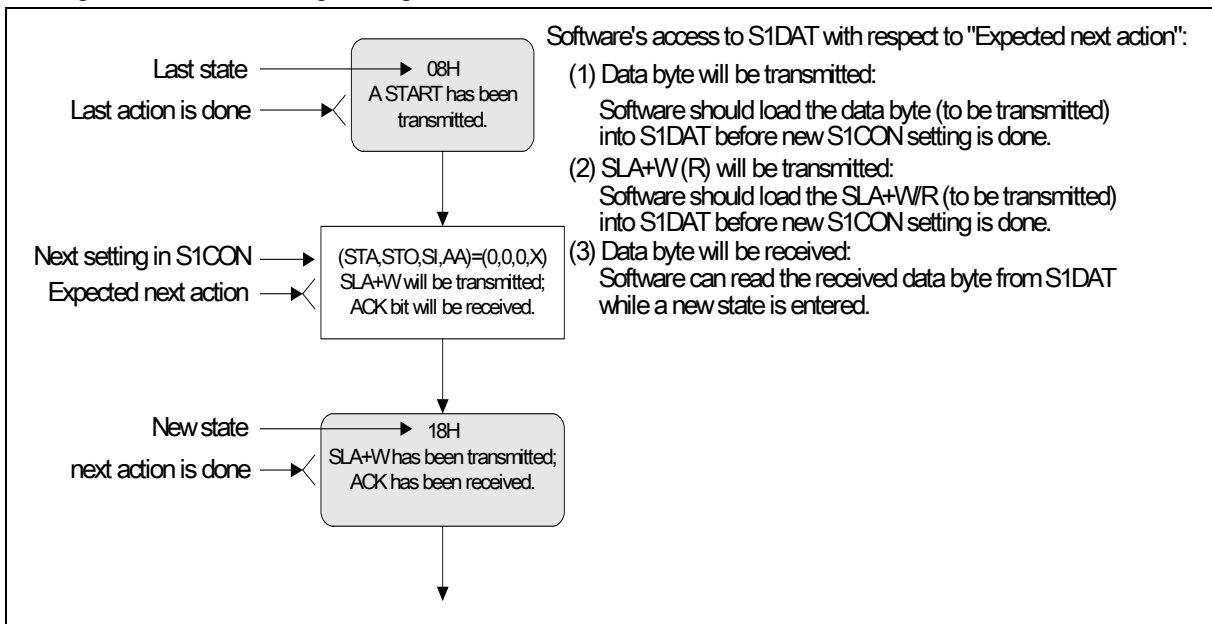 Software's access to S1DAT with respect to "Expected next action":
(1) Data byte will be transmitted:
Software should load the data byte (to be transmitted)
into S1DAT before new S1CON setting is done.
(2) SLA+W (R) will be transmitted:
Software should load the SLA+W/R (to be transmitted)
into S1DAT before new S1CON setting is done.
(3) Data byte will be received:
Software can read the received data byte from S1DAT
while a new state is entered.
Last state
Last action is done
08H
A START has been
transmitted.
Next setting in S1CON
Expected next action
(STA,STO,SI,AA)=(0,0,0,X)
SLA+W will be transmitted;
ACK bit will be received.
New state
next action is done
18H
SLA+W has been transmitted;
ACK has been received.